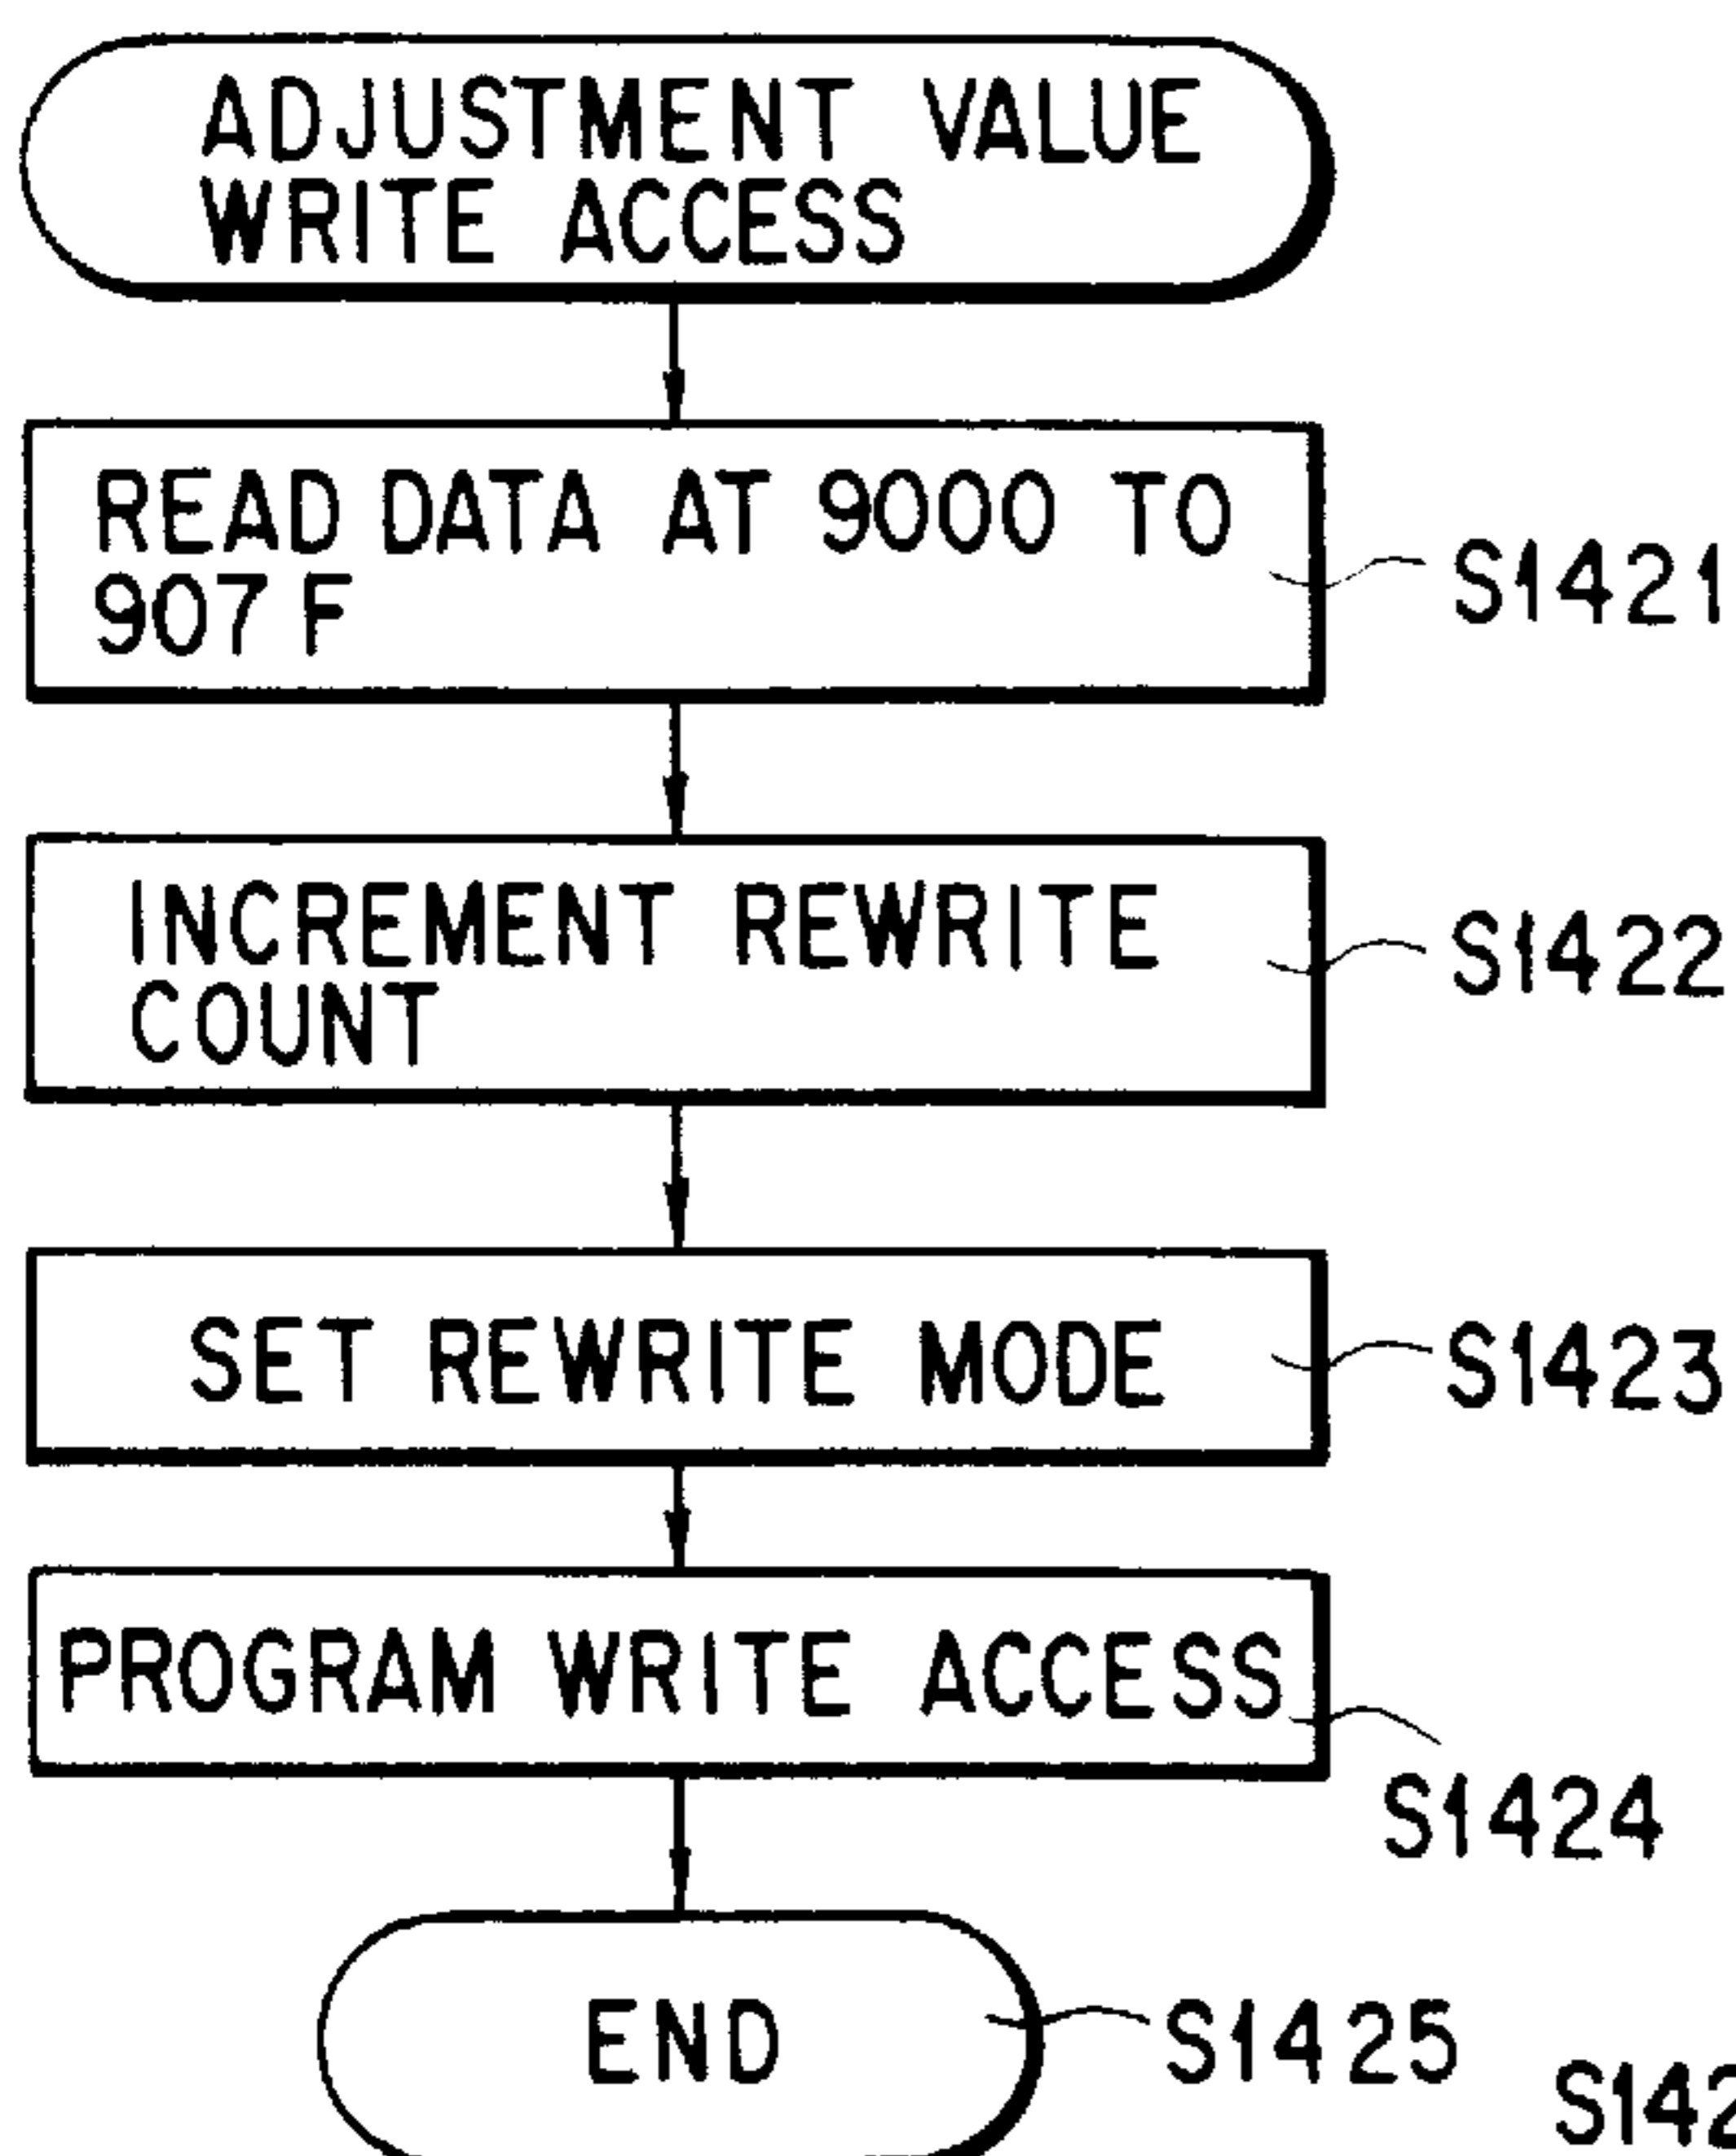 ADJUSTMENT VALUE
WRITE ACCESS
READ DATA AT 9000 TO
907F
S1421
INCREMENT REWRITE
COUNT
S1422
SET REWRITE MODE
S1423
PROGRAM WRITE ACCESS
S1424
END
S1425